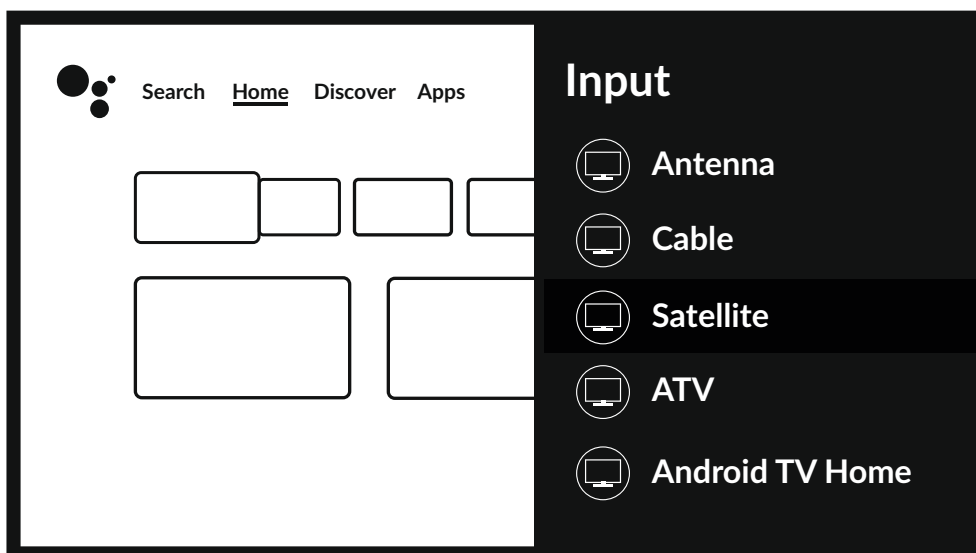 Search Home Discover Apps
Input
Antenna
Cable
Satellite
ATV
Android TV Home